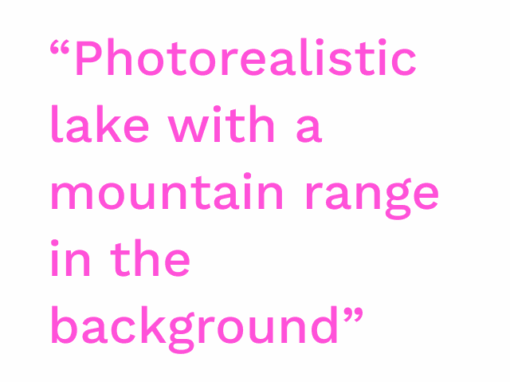 “Photorealistic
lake with a
mountain range
in the
background”